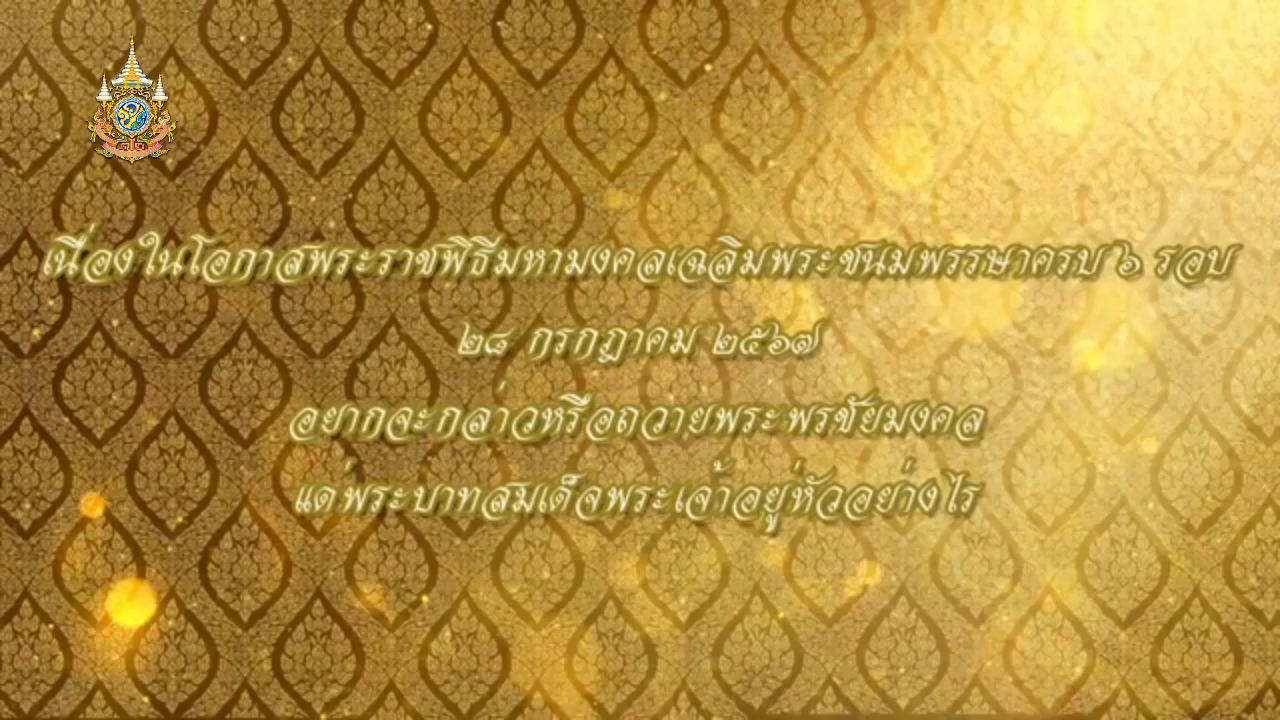 เนื่องในโอกาสพระราชพิธีมหามงคลเฉลิมพระชนมพรรษาครบ ๖ รอบ
๒๘ กรกฎาคม ๒๕๖๗
อยากจะกล่าวหรือถวายพระพรชัยมงคล
แด่พระบาทสมเด็จพระเจ้าอยู่หัวอย่างไร